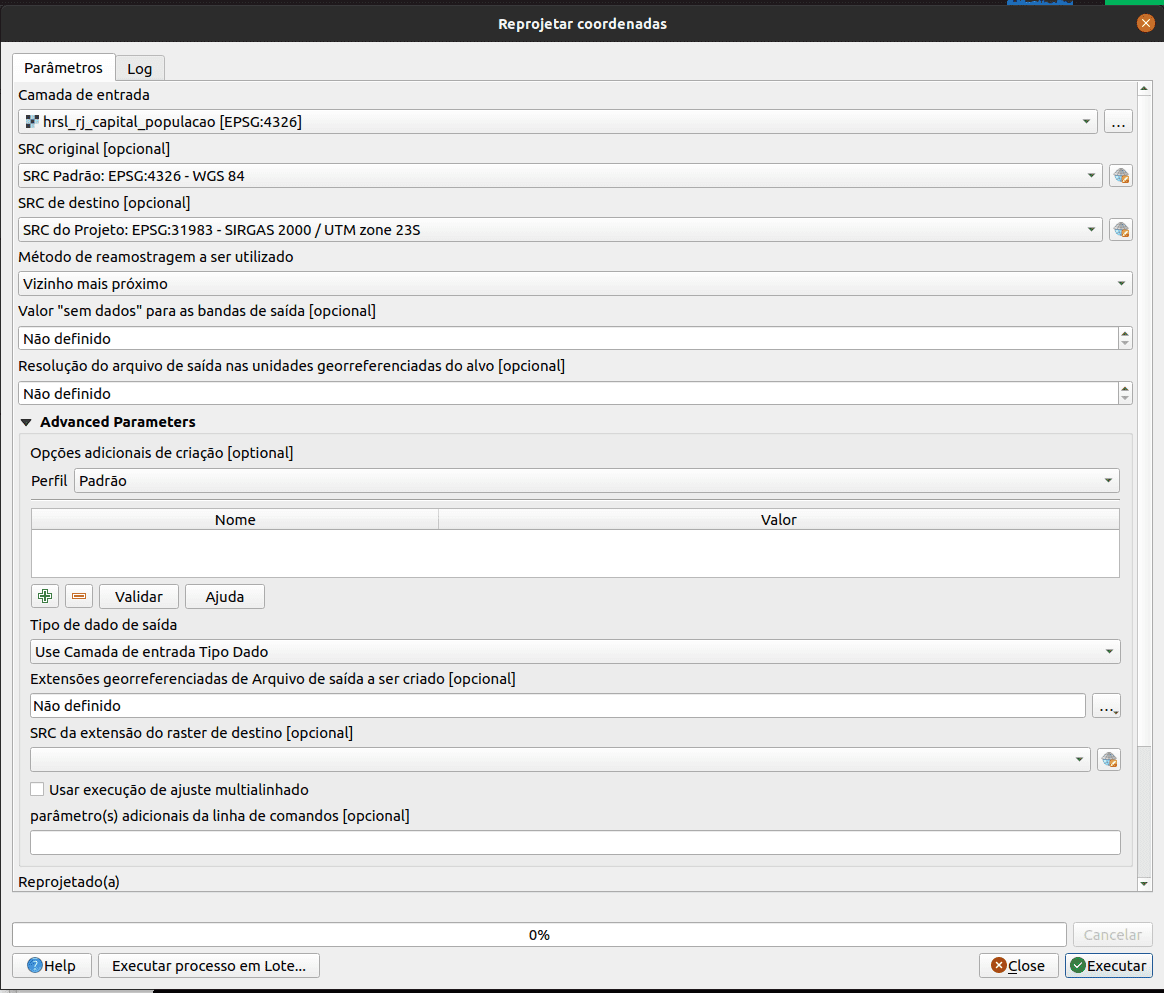 Reprojetar coordenadas
Parâmetros
Log
Camada de entrada
hrsl_rj_capital_populacao [EPSG:4326]
...
SRC original [opcional]
SRC Padrão: EPSG:4326 - WGS 84
SRC de destino [opcional]
SRC do Projeto: EPSG:31983 - SIRGAS 2000 / UTM zone 23S
Método de reamostragem a ser utilizado
Vizinho mais próximo
Valor "sem dados" para as bandas de saída [opcional]
Não definido
Resolução do arquivo de saída nas unidades georreferenciadas do alvo [opcional]
Não definido
Advanced Parameters
Opções adicionais de criação [optional]
Perfil Padrão
Nome Valor
Validar Ajuda
Tipo de dado de saída
Use Camada de entrada Tipo Dado
Extensões georreferenciadas de Arquivo de saída a ser criado [opcional]
Não definido
...
SRC da extensão do raster de destino [opcional]
Usar execução de ajuste multialinhado
parâmetro(s) adicionais da linha de comandos [opcional]
Reprojetado(a)
0%
Cancelar
Help
Executar processo em Lote...
Close
Executar